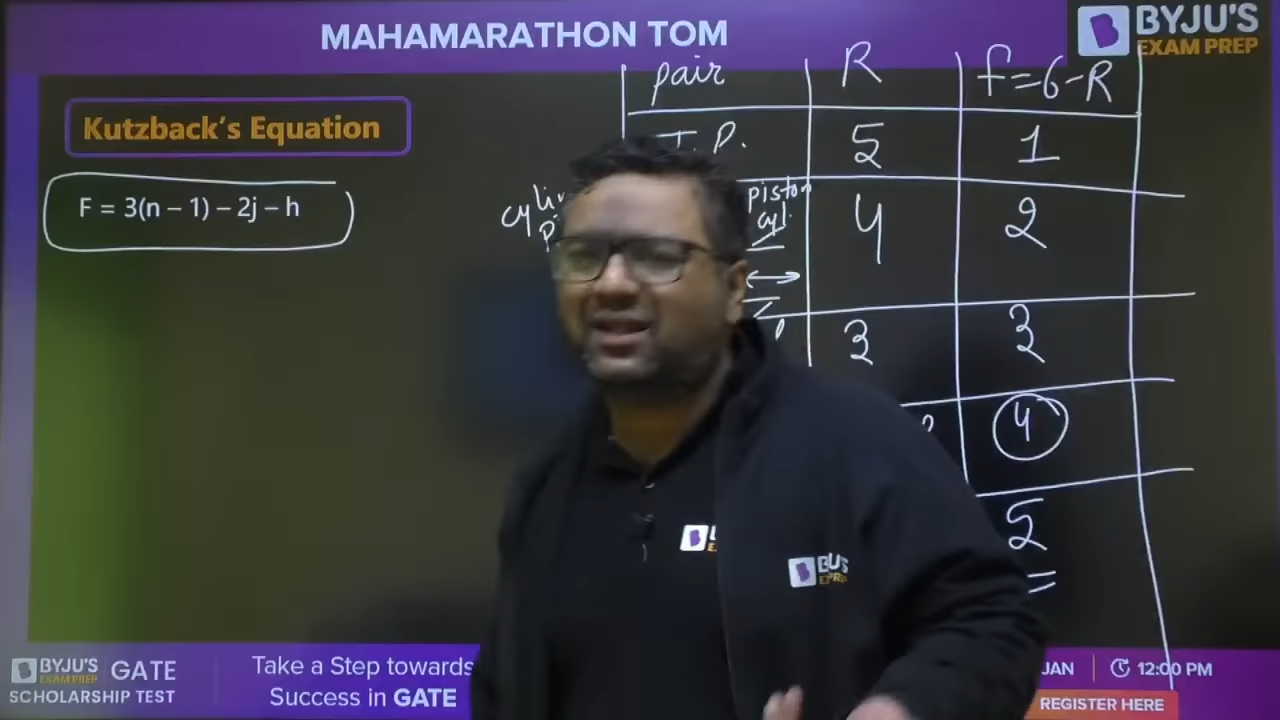 MAHAMARATHON TOM
BYJU'S
EXAM PREP
Kutzback's Equation
F = 3(n – 1) – 2j – h
pair R f=6-R
T.P. 5 1
piston
cyl. 4 2
3 3
4
5
BYJU'S
EXAM PREP
GATE
SCHOLARSHIP TEST
Take a Step towards
Success in GATE
JAN 12:00 PM
REGISTER HERE